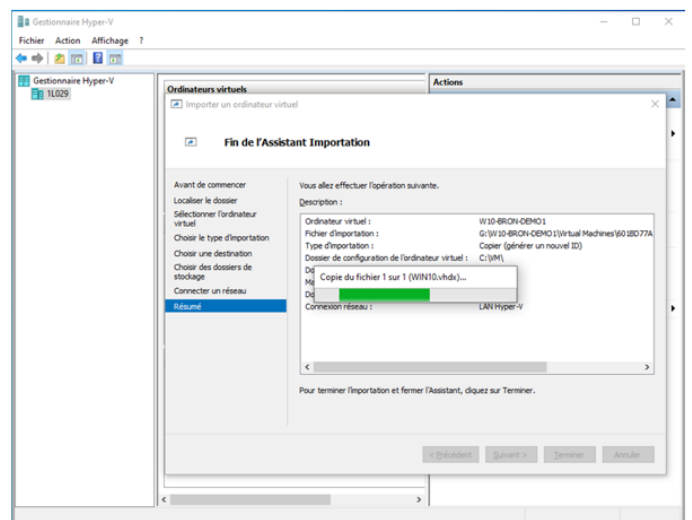 Gestionnaire Hyper-V
Fichier Action Affichage ?
Gestionnaire Hyper-V
1L029
Ordinateurs virtuels
Actions
Importer un ordinateur virtuel
Fin de l'Assistant Importation
Avant de commencer
Localiser le dossier
Sélectionner l'ordinateur
virtuel
Choisir le type d'importation
Choisir une destination
Choisir des dossiers de
stockage
Connecter un réseau
Résumé
Vous allez effectuer l'opération suivante.
Description :
Ordinateur virtuel : W10-BRON-DEMO1
Fichier d'importation : G:\W10-BRON-DEMO1\Virtual Machines\601BD77A
Type d'importation : Copier (générer un nouvel ID)
Dossier de configuration de l'ordinateur virtuel : C:\VM\
Do
Copie du fichier 1 sur 1 (WIN10.vhdx)...
Ma
Do
Connexion réseau : LAN Hyper-V
Pour terminer l'importation et fermer l'Assistant, cliquez sur Terminer.
< Précédent Suivant > Terminer Annuler